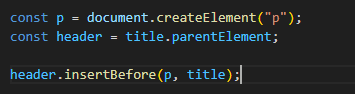 const p = document.createElement("p");
const header = title.parentElement;
header.insertBefore(p, title);